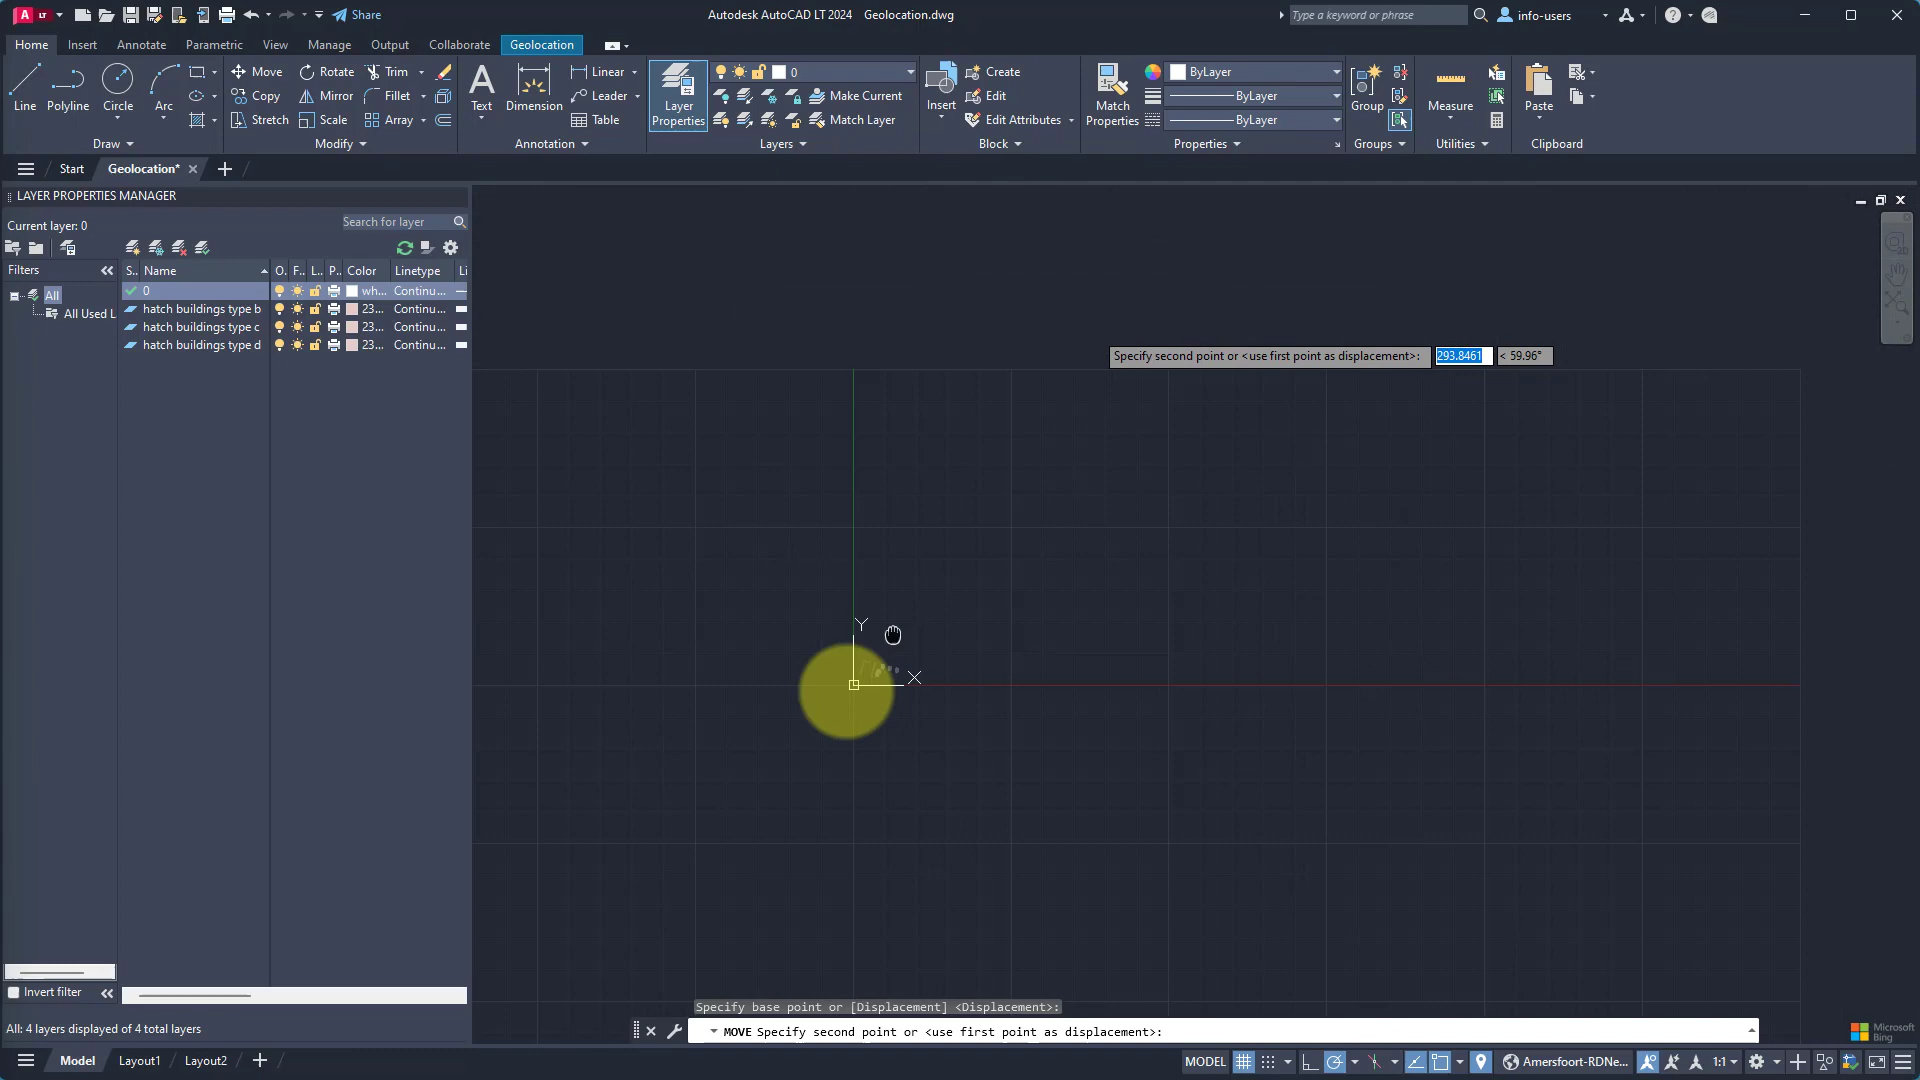 LT
Share
Autodesk AutoCAD LT 2024 Geolocation.dwg
Type a keyword or phrase
info-users
Home Insert Annotate Parametric View Manage Output Collaborate Geolocation
Line
Polyline
Circle
Arc
Draw
Move Rotate Trim
Copy Mirror Fillet
Stretch Scale Array
Modify
Text
Dimension
Linear
Leader
Table
Annotation
Layer
Properties
0
Make Current
Match Layer
Layers
Insert
Create
Edit
Edit Attributes
Block
Match
Properties
ByLayer
ByLayer
ByLayer
Properties
Group
Groups
Measure
Utilities
Paste
Clipboard
Start Geolocation*
LAYER PROPERTIES MANAGER
Current layer: 0
Search for layer
Filters
All
All Used L
S.. Name O. F.. L.. P.. Color Linetype Li
0 wh... Continu...
hatch buildings type b 23... Continu...
hatch buildings type c 23... Continu...
hatch buildings type d 23... Continu...
Specify second point or <use first point as displacement>: 293.8461 < 59.96°
Y
X
Invert filter
All: 4 layers displayed of 4 total layers
Specify base point or [Displacement] <Displacement>:
MOVE Specify second point or <use first point as displacement>:
Microsoft
Bing
Model Layout1 Layout2
MODEL
Amersfoort-RDNe...
1:1